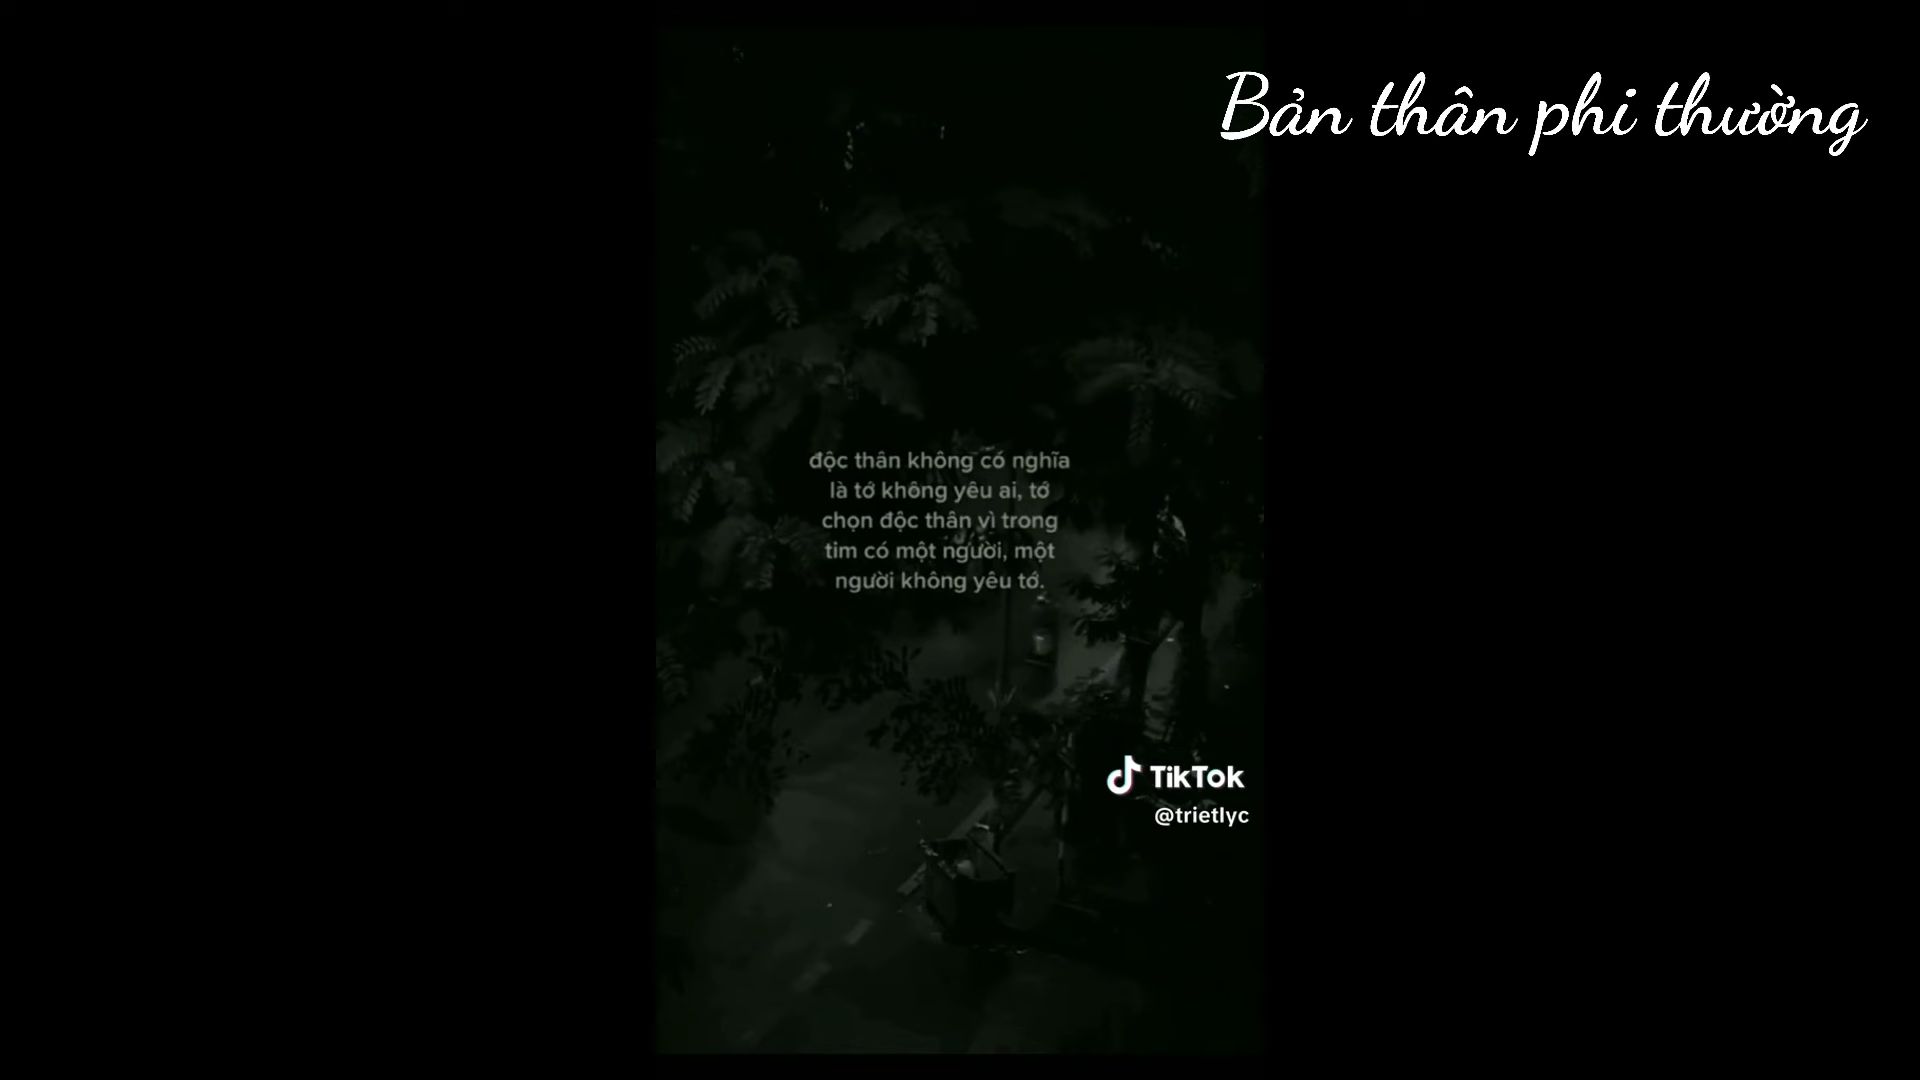 Bản thân phi thường
độc thân không có nghĩa
là tớ không yêu ai, tớ
chọn độc thân vì trong
tim có một người, một
người không yêu tớ.
TikTok
@trietlyc